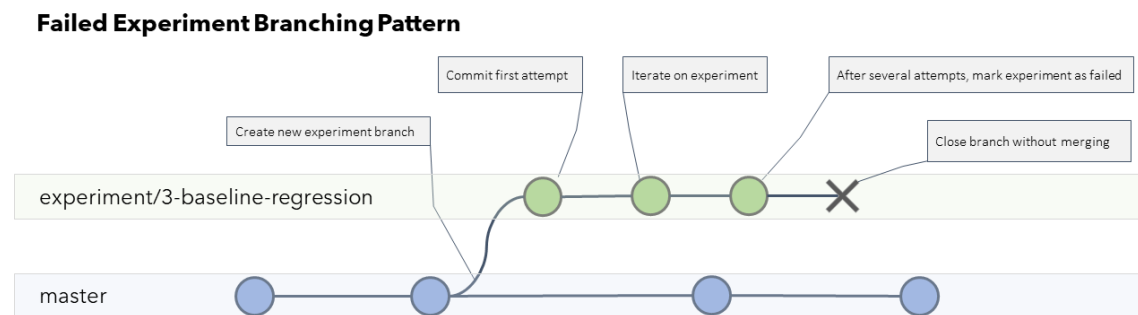 Failed Experiment Branching Pattern
Commit first attempt
Iterate on experiment
After several attempts, mark experiment as failed
Create new experiment branch
Close branch without merging
experiment/3-baseline-regression
master